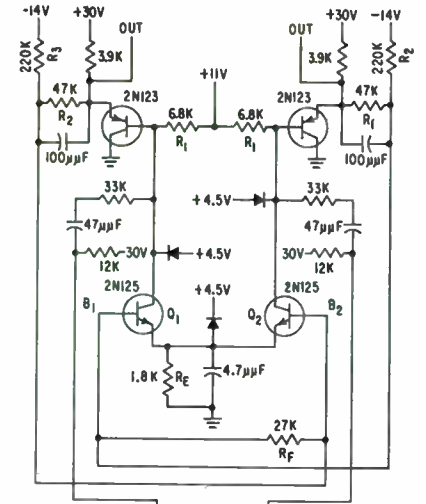 -14V +30V +30V -14V
OUT OUT
220K R3 3.9K 3.9K 220K R2
+11V
47K 2N123 2N123 47K
R2 6.8K 6.8K R1
R1 R1
100µµF 100µµF
33K 33K
+4.5V
47µµF 47µµF
30V +4.5V 30V
12K 12K
2N125 +4.5V 2N125
B1 Q1 Q2 B2
1.8K RE 4.7µµF
27K
RF